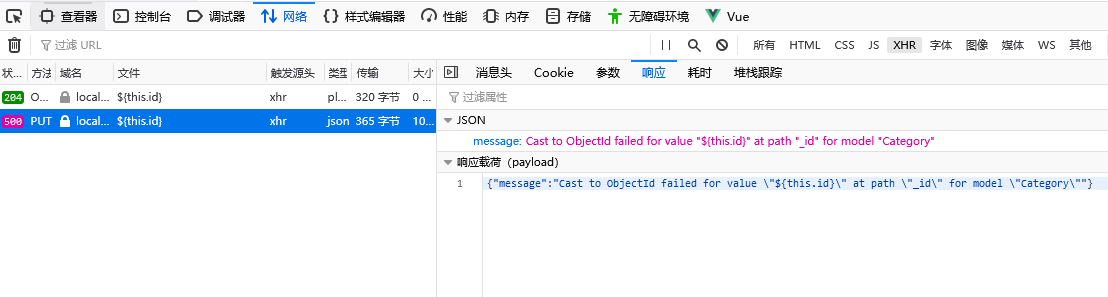 查看器 控制台 调试器 网络 样式编辑器 性能 内存 存储 无障碍环境 Vue
过滤 URL 所有 HTML CSS JS XHR 字体 图像 媒体 WS 其他
状... 方法 域名 文件 触发源头 类型 传输 大小 消息头 Cookie 参数 响应 耗时 堆栈跟踪
204 O... local... ${this.id} xhr pl... 320 字节 0 ... 过滤属性
500 PUT local... ${this.id} xhr json 365 字节 10... JSON
message: Cast to ObjectId failed for value "${this.id}" at path "_id" for model "Category"
响应载荷 (payload)
1 {"message":"Cast to ObjectId failed for value \"${this.id}\" at path \"_id\" for model \"Category\""}